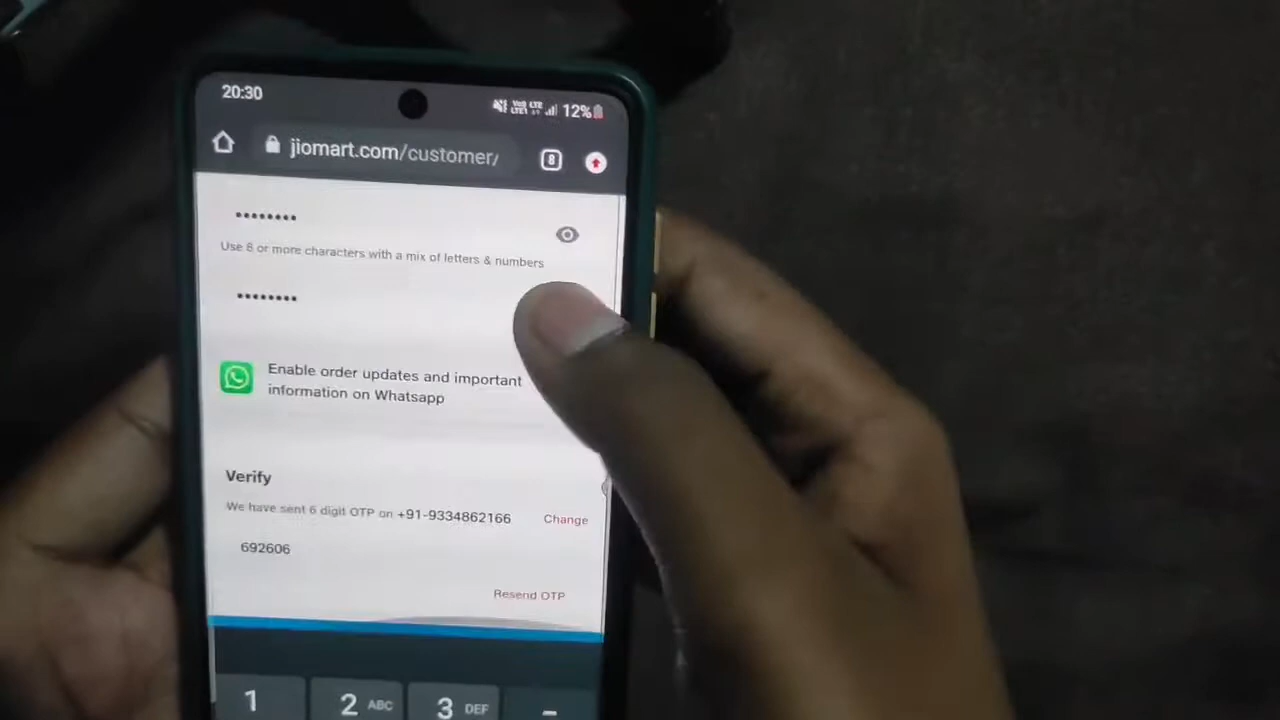 20:30
12%
jiomart.com/customer/
8
••••••••
Use 8 or more characters with a mix of letters & numbers
••••••••
Enable order updates and important
information on Whatsapp
Verify
We have sent 6 digit OTP on +91-9334862166
Change
692606
Resend OTP
1
2 ABC
3 DEF